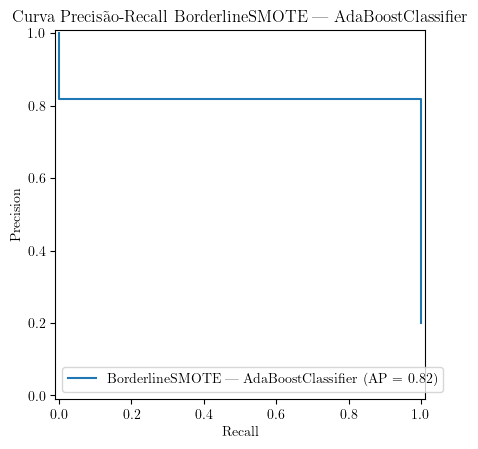 Curva Precisão-Recall BorderlineSMOTE — AdaBoostClassifier
1.0
0.8
0.6
0.4
0.2
0.0
Precision
BorderlineSMOTE — AdaBoostClassifier (AP = 0.82)
0.0 0.2 0.4 0.6 0.8 1.0
Recall